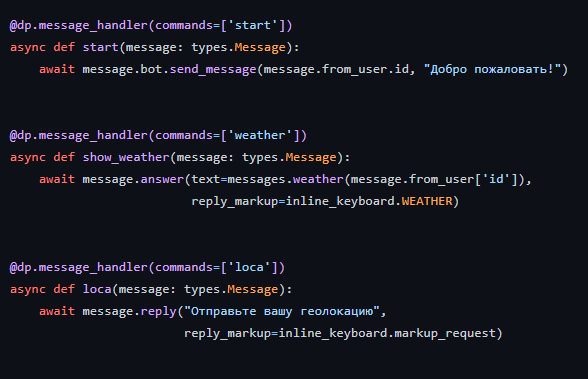 @dp.message_handler(commands=['start'])
async def start(message: types.Message):
    await message.bot.send_message(message.from_user.id, "Добро пожаловать!")
@dp.message_handler(commands=['weather'])
async def show_weather(message: types.Message):
    await message.answer(text=messages.weather(message.from_user['id']),
                         reply_markup=inline_keyboard.WEATHER)
@dp.message_handler(commands=['loca'])
async def loca(message: types.Message):
    await message.reply("Отправьте вашу геолокацию",
                        reply_markup=inline_keyboard.markup_request)